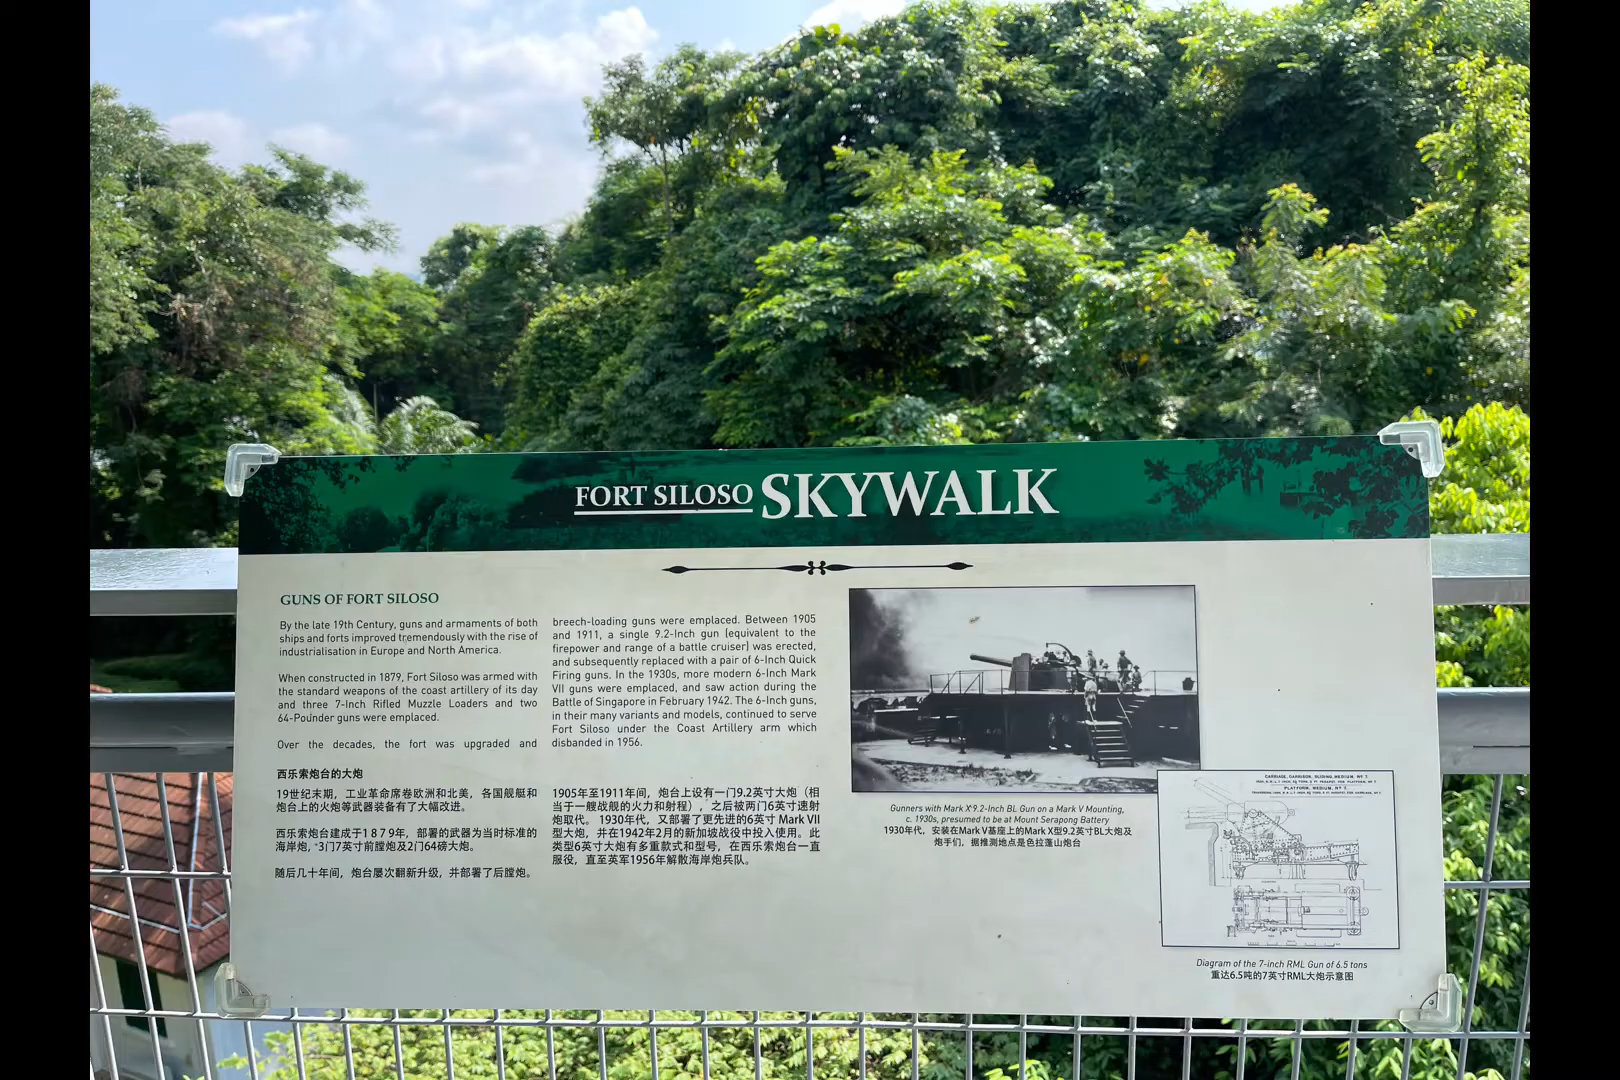 FORT SILOSO SKYWALK
GUNS OF FORT SILOSO
By the late 19th Century, guns and armaments of both
ships and forts improved tremendously with the rise of
industrialisation in Europe and North America.
When constructed in 1879, Fort Siloso was armed with
the standard weapons of the coast artillery of its day
and three 7-Inch Rifled Muzzle Loaders and two
64-Pounder guns were emplaced.
Over the decades, the fort was upgraded and
breech-loading guns were emplaced. Between 1905
and 1911, a single 9.2-Inch gun (equivalent to the
firepower and range of a battle cruiser) was erected,
and subsequently replaced with a pair of 6-Inch Quick
Firing guns. In the 1930s, more modern 6-Inch Mark
VII guns were emplaced, and saw action during the
Battle of Singapore in February 1942. The 6-Inch guns,
in their many variants and models, continued to serve
Fort Siloso under the Coast Artillery arm which
disbanded in 1956.
西乐索炮台的大炮
19世纪末期，工业革命席卷欧洲和北美，各国舰艇和
炮台上的火炮等武器装备有了大幅改进。
西乐索炮台建成于1879年，部署的武器为当时标准的
海岸炮，3门7英寸前膛炮及2门64磅大炮。
随后几十年间，炮台屡次翻新升级，并部署了后膛炮。
1905年至1911年间，炮台上设有一门9.2英寸大炮（相
当于一艘战舰的火力和射程），之后被两门6英寸速射
炮取代。 1930年代，又部署了更先进的6英寸 Mark VII
型大炮，并在1942年2月的新加坡战役中投入使用。此
类型6英寸大炮有多重款式和型号，在西乐索炮台一直
服役，直至英军1956年解散海岸炮兵队。
Gunners with Mark X 9.2-Inch BL Gun on a Mark V Mounting,
c. 1930s, presumed to be at Mount Serapong Battery
1930年代，安装在Mark V基座上的Mark X型9.2英寸BL大炮及
炮手们，据推测地点是色拉蓬山炮台
CARRIAGE, GARRISON, SLIDING, MEDIUM, Nº 7.
PLATFORM, MEDIUM, Nº
Diagram of the 7-inch RML Gun of 6.5 tons
重达6.5吨的7英寸RML大炮示意图